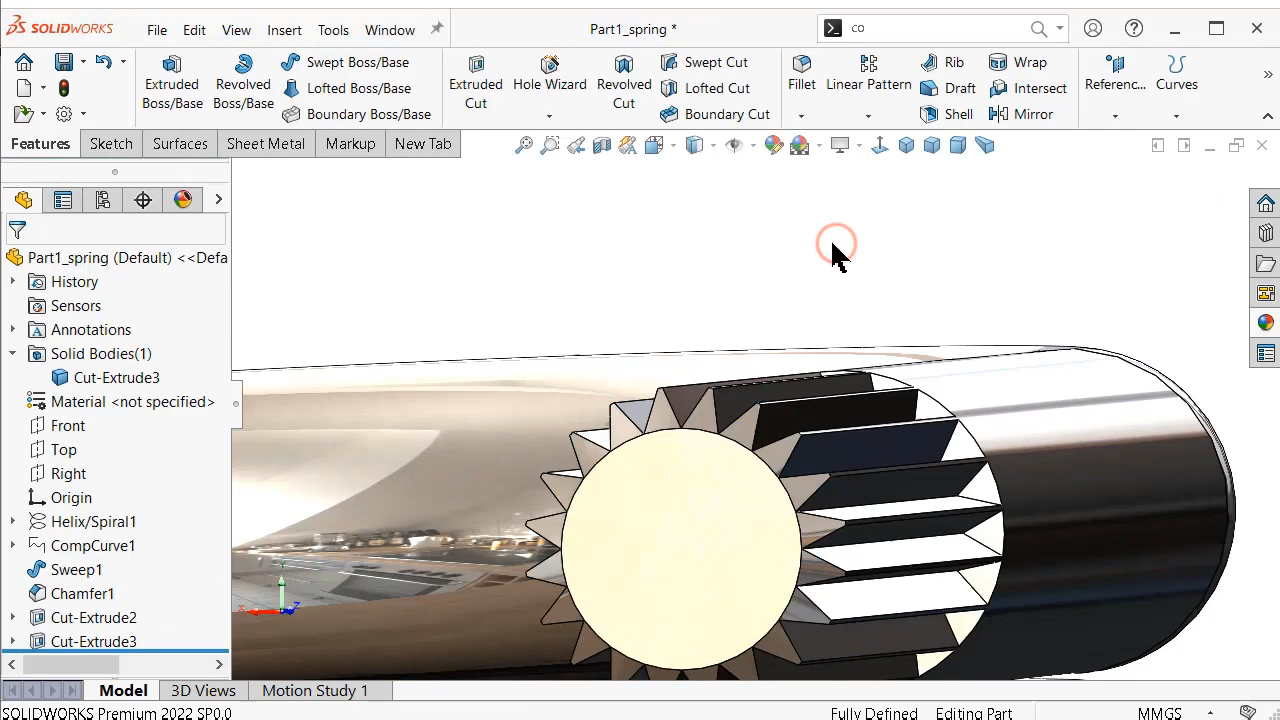 SOLIDWORKS File Edit View Insert Tools Window Part1_spring * co
Extruded Boss/Base
Revolved Boss/Base
Swept Boss/Base
Lofted Boss/Base
Boundary Boss/Base
Extruded Cut
Hole Wizard
Revolved Cut
Swept Cut
Lofted Cut
Boundary Cut
Fillet
Linear Pattern
Rib
Draft
Shell
Wrap
Intersect
Mirror
Referenc...
Curves
Features Sketch Surfaces Sheet Metal Markup New Tab
Part1_spring (Default) <<Defa
History
Sensors
Annotations
Solid Bodies(1)
Cut-Extrude3
Material <not specified>
Front
Top
Right
Origin
Helix/Spiral1
CompCurve1
Sweep1
Chamfer1
Cut-Extrude2
Cut-Extrude3
X Z
Model 3D Views Motion Study 1
SOLIDWORKS Premium 2022 SP0.0 Fully Defined Editing Part MMGS